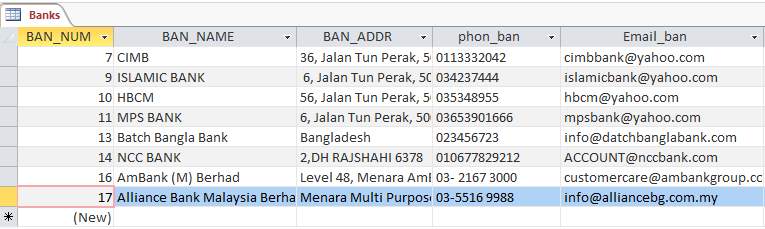 Banks
BAN_NUM BAN_NAME BAN_ADDR phon_ban Email_ban
7 CIMB 36, Jalan Tun Perak, 50 0113332042 cimbbank@yahoo.com
9 ISLAMIC BANK 6, Jalan Tun Perak, 50 034237444 islamicbank@yahoo.com
10 HBCM 56, Jalan Tun Perak, 50 035348955 hbcm@yahoo.com
11 MPS BANK 6, Jalan Tun Perak, 500 03653901666 mpsbank@yahoo.com
13 Batch Bangla Bank Bangladesh 023456723 info@datchbanglabank.com
14 NCC BANK 2,DH RAJSHAHI 6378 010677829212 ACCOUNT@nccbank.com
16 AmBank (M) Berhad Level 48, Menara AmB 03- 2167 3000 customercare@ambankgroup.co
17 Alliance Bank Malaysia Berha Menara Multi Purpose 03-5516 9988 info@alliancebg.com.my
(New)